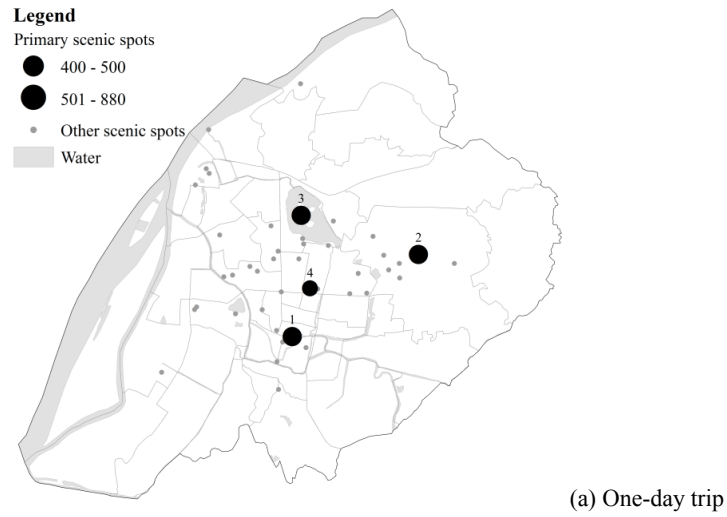 Legend
Primary scenic spots
400 - 500
501 - 880
Other scenic spots
Water
3
2
4
1
(a) One-day trip